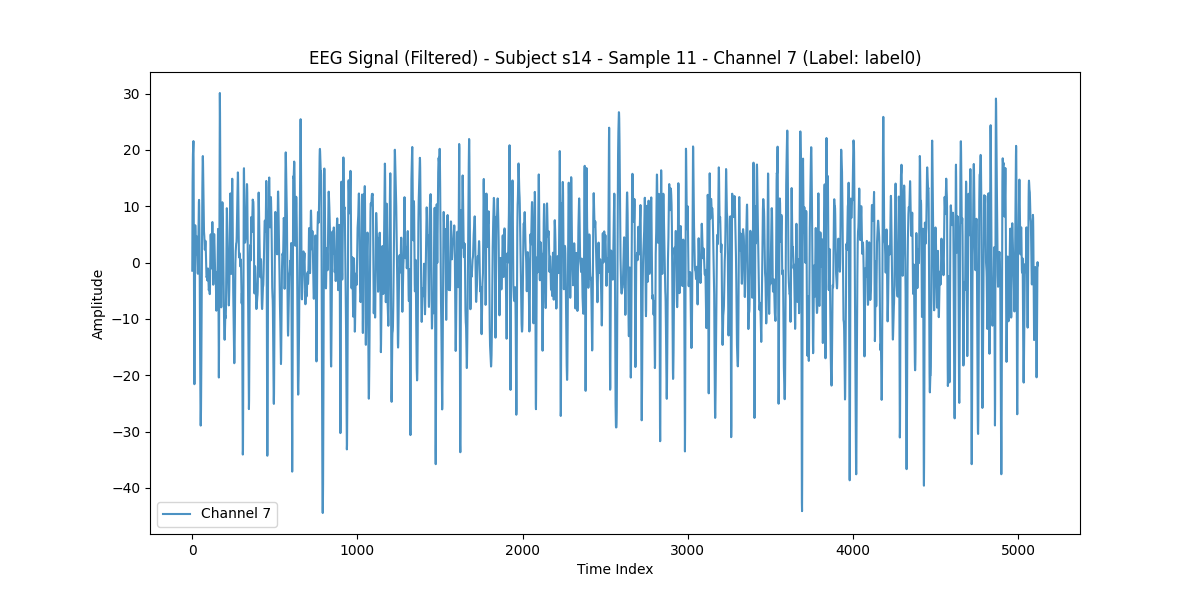 EEG Signal (Filtered) - Subject s14 - Sample 11 - Channel 7 (Label: label0)
30
20
10
0
−10
−20
−30
−40
Amplitude
Channel 7
0 1000 2000 3000 4000 5000
Time Index